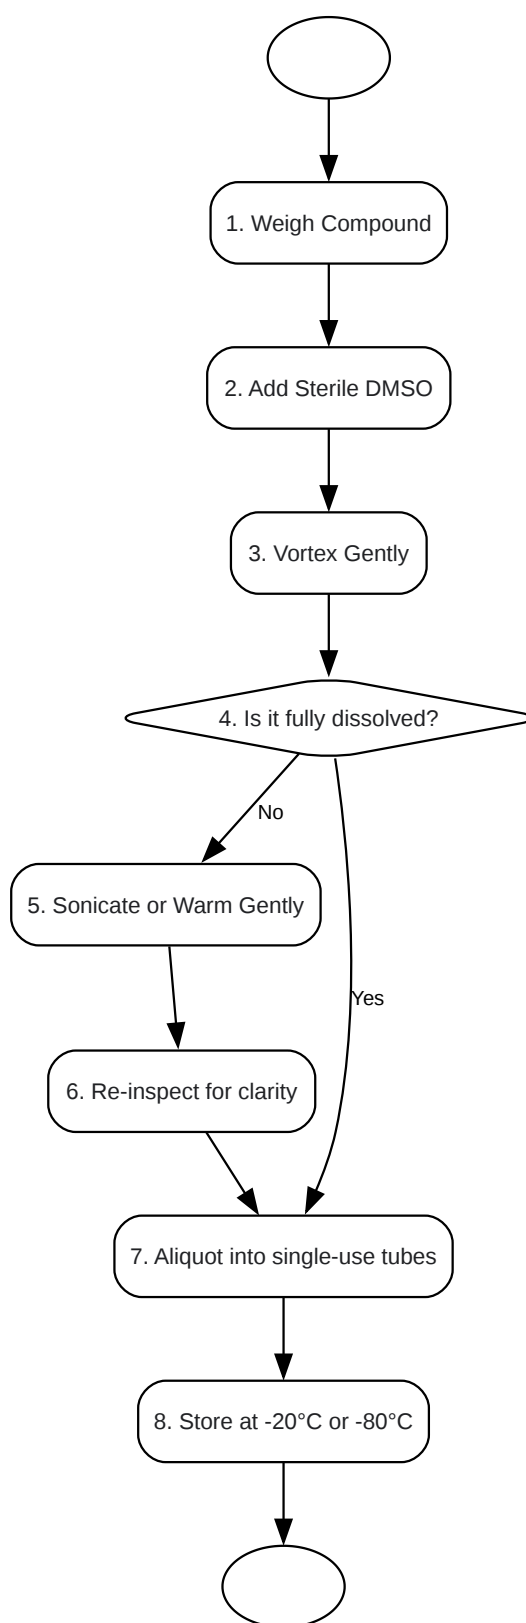 1. Weigh Compound
2. Add Sterile DMSO
3. Vortex Gently
4. Is it fully dissolved?
No
5. Sonicate or Warm Gently
Yes
6. Re-inspect for clarity
7. Aliquot into single-use tubes
8. Store at -20°C or -80°C